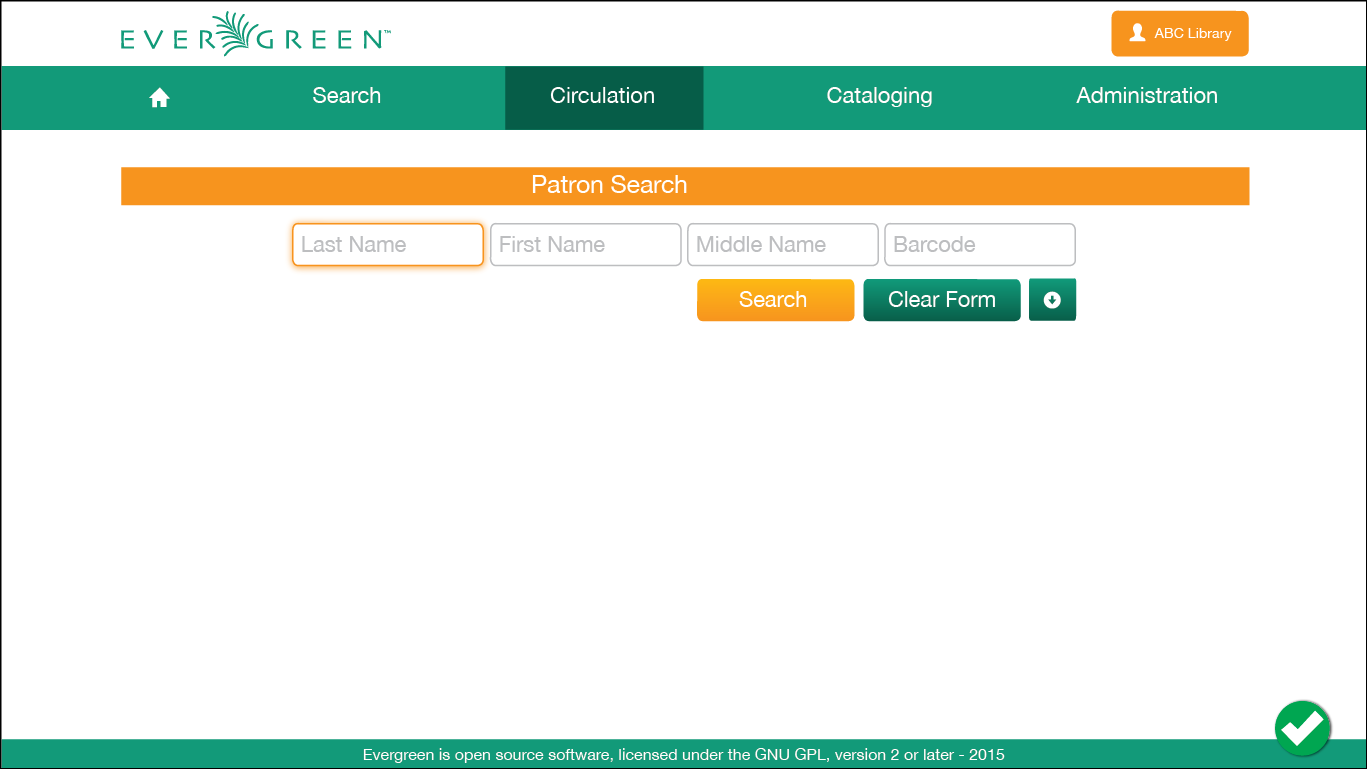 EVERGREEN™
ABC Library
Search Circulation Cataloging Administration
Patron Search
Last Name First Name Middle Name Barcode
Search Clear Form
Evergreen is open source software, licensed under the GNU GPL, version 2 or later - 2015